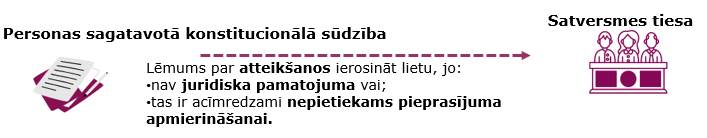 Satversmes tiesa
Personas sagatavotā konstitucionālā sūdzība
Lēmums par atteikšanos ierosināt lietu, jo:
•nav juridiska pamatojuma vai;
•tas ir acīmredzami nepietiekams pieprasījuma
apmierināšanai.